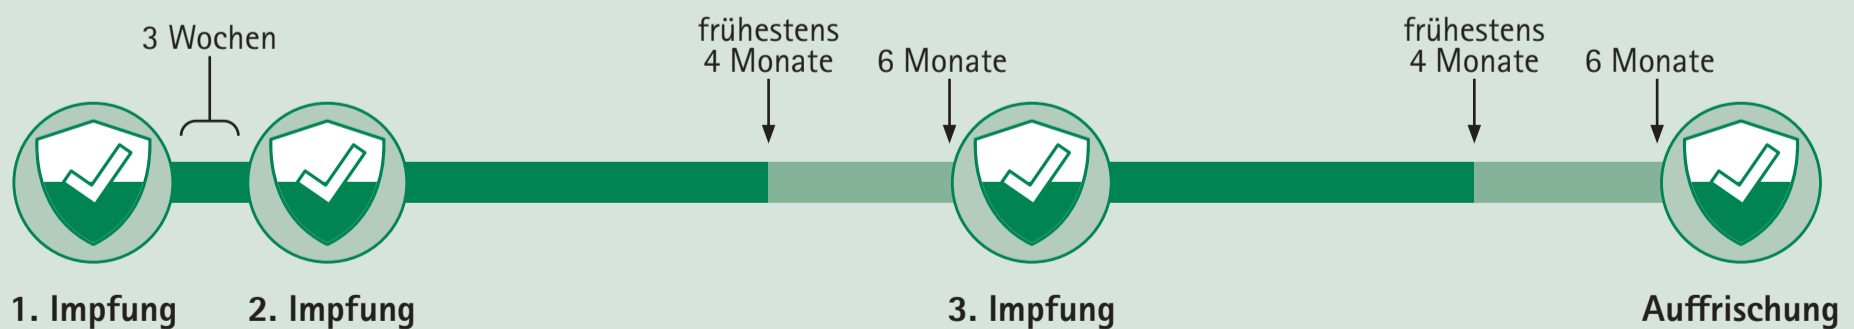 3 Wochen
frühestens
4 Monate
6 Monate
frühestens
4 Monate
6 Monate
1. Impfung
2. Impfung
3. Impfung
Auffrischung